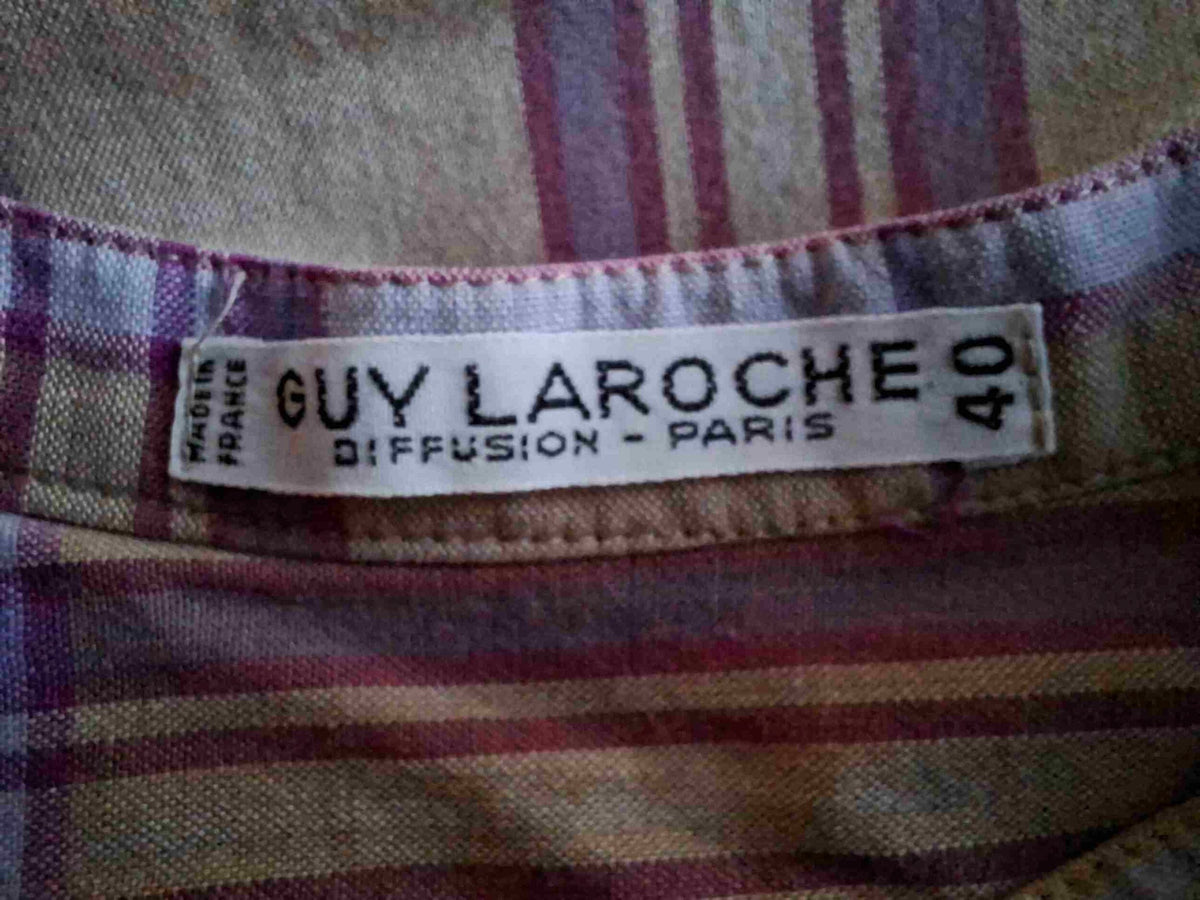 MADE IN
FRANCE
GUY LAROCHE
DIFFUSION - PARIS
40